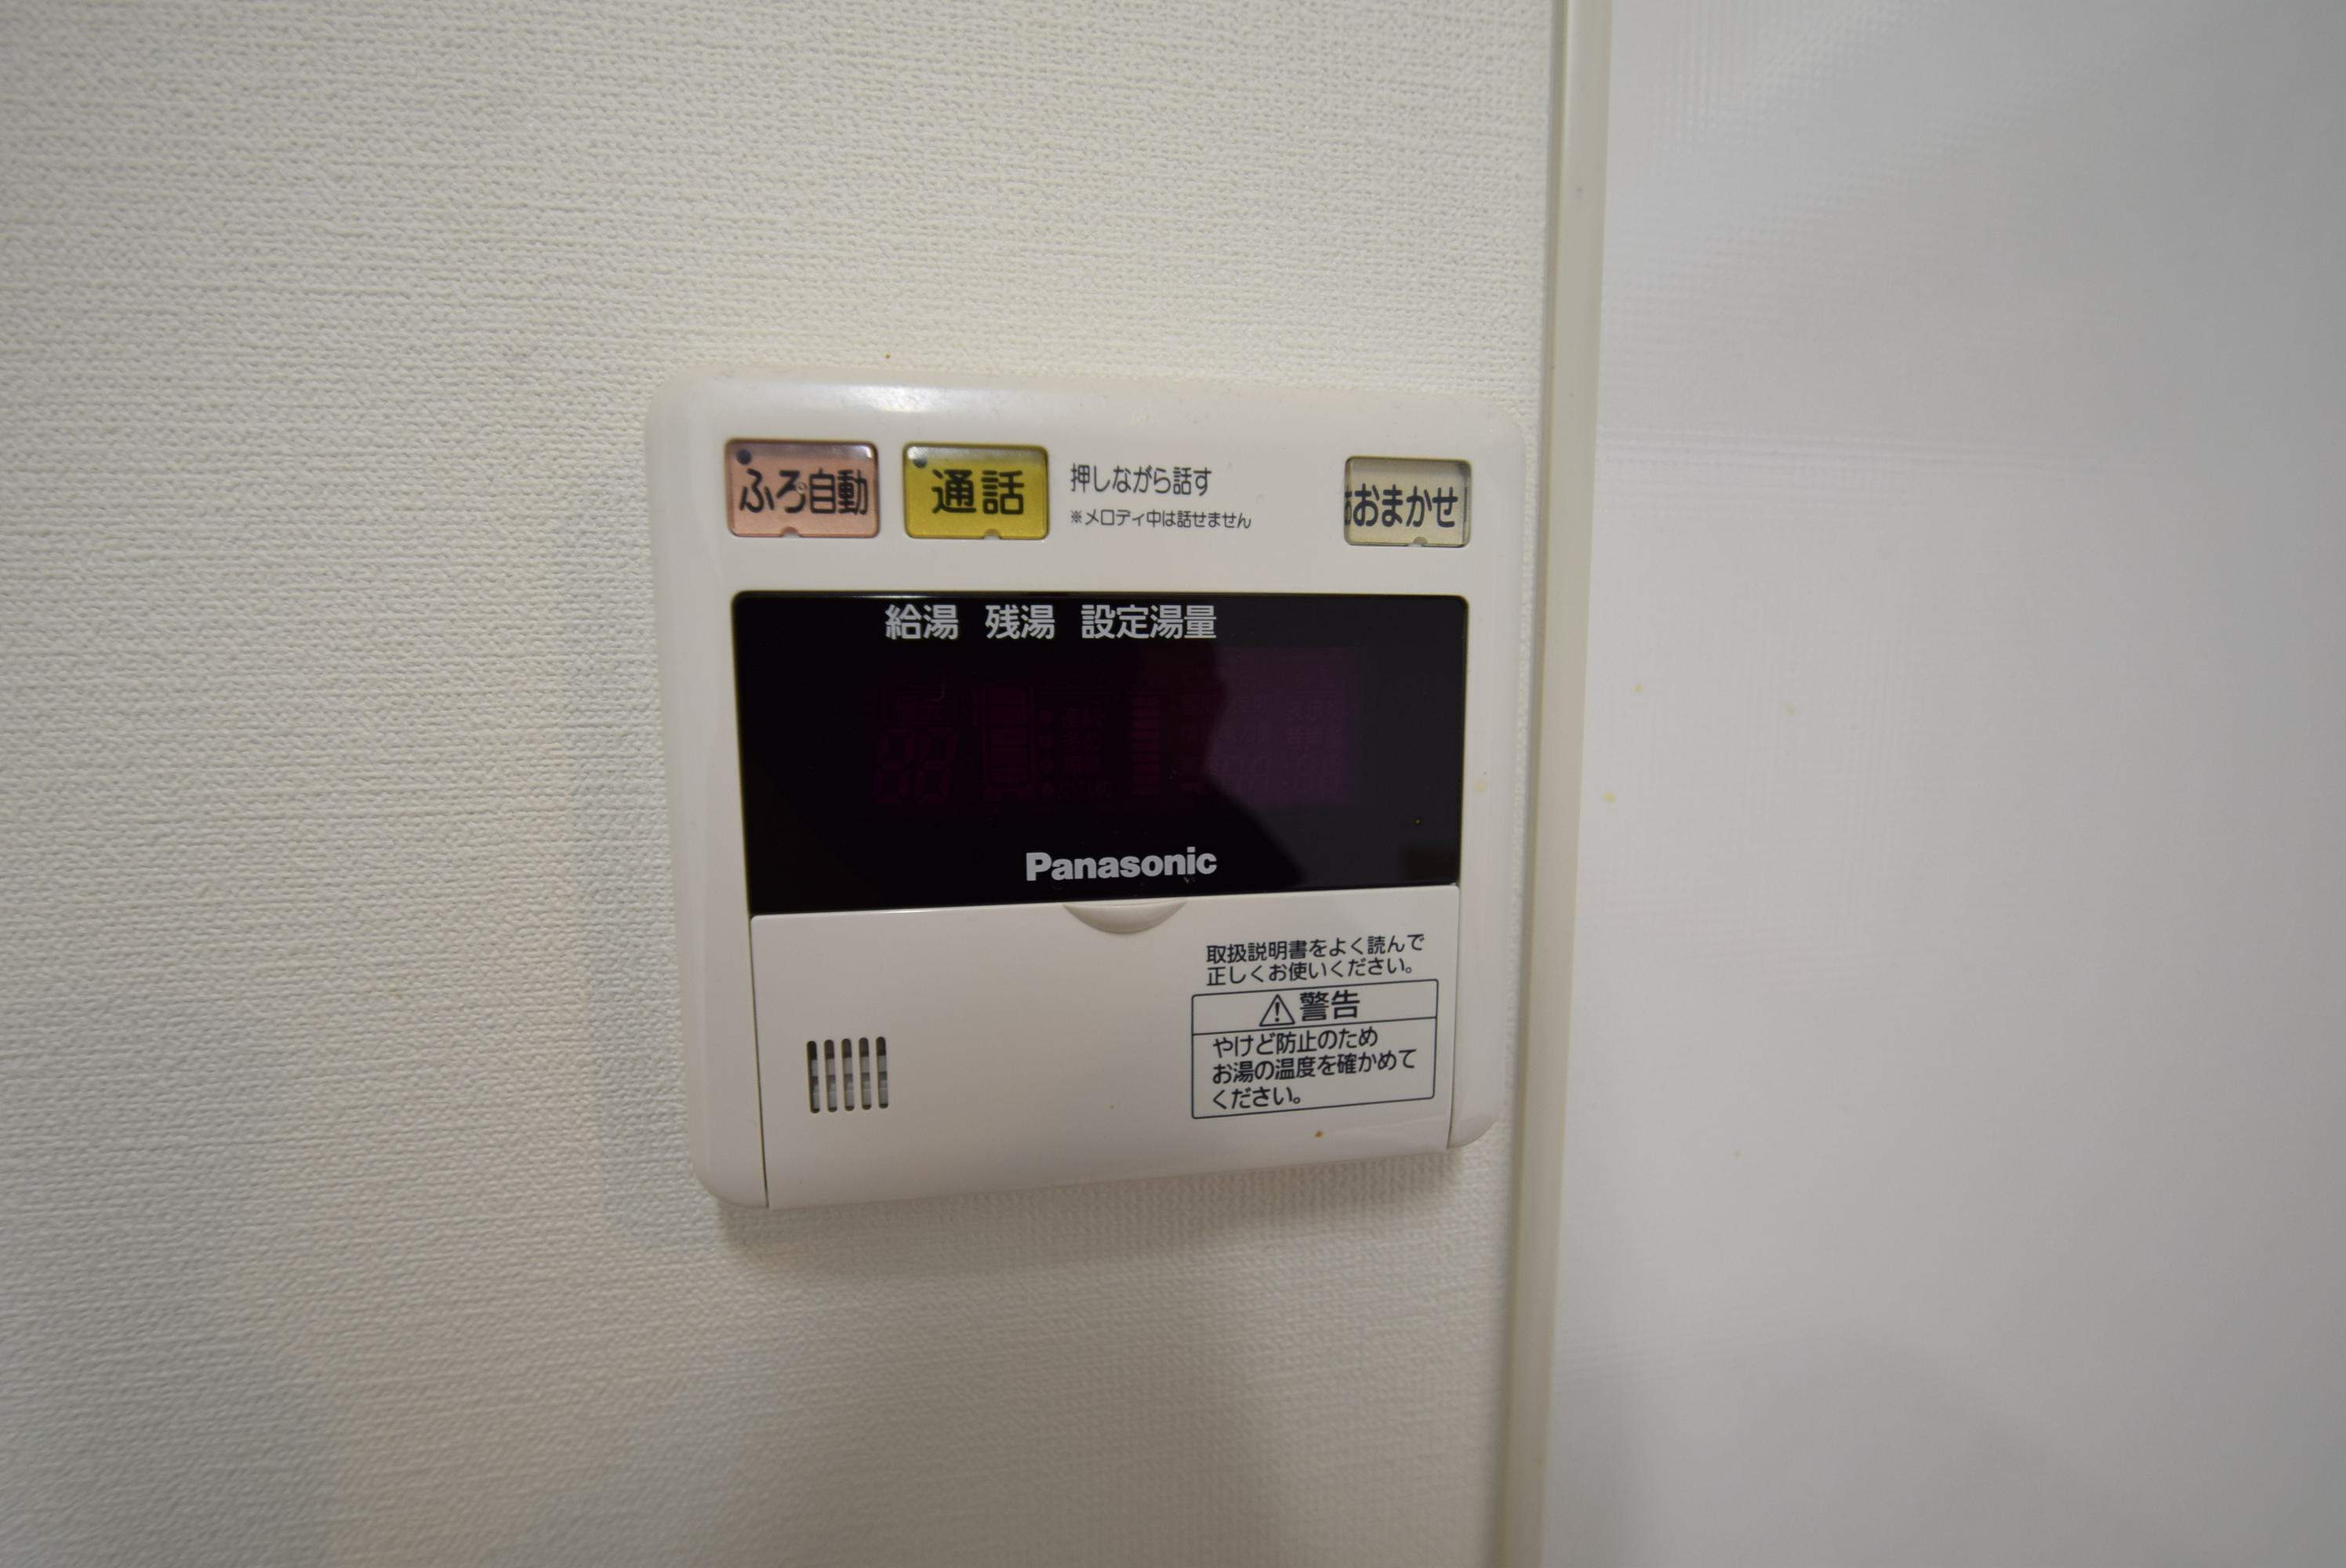 ふろ自動
通話
押しながら話す
※メロディ中は話せません
おまかせ
給湯 残湯 設定湯量
Panasonic
取扱説明書をよく読んで
正しくお使いください。
警告
やけど防止のため
お湯の温度を確かめて
ください。